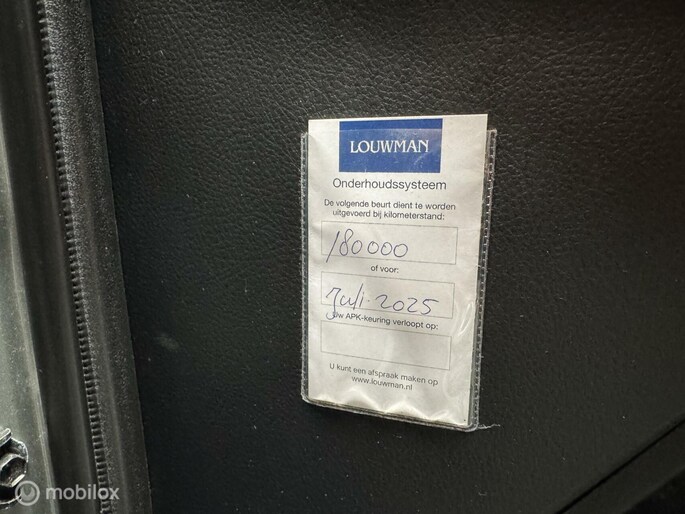 LOUWMAN
Onderhoudssysteem
De volgende beurt dient te worden
uitgevoerd bij kilometerstand:
180000
of voor:
Juli. 2025
Uw APK-keuring verloopt op:
U kunt een afspraak maken op
www.louwman.nl
mobilox